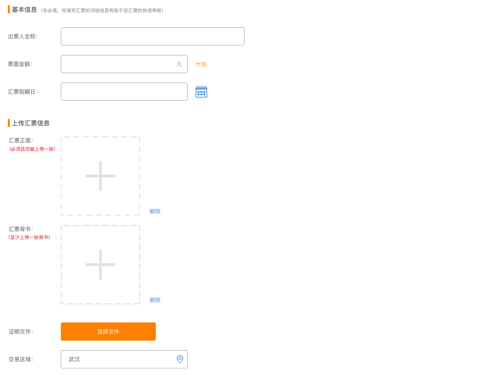 基本信息 (非必填，但填写汇票的详细信息有助于您汇票的快速审核)
出票人全称：
票面金额： 元 大写：
汇票到期日：
上传汇票信息
汇票正面：
(必须且仅能上传一张)
删除
汇票背书：
(至少上传一张背书)
删除
证明文件： 选择文件
交易区域： 武汉